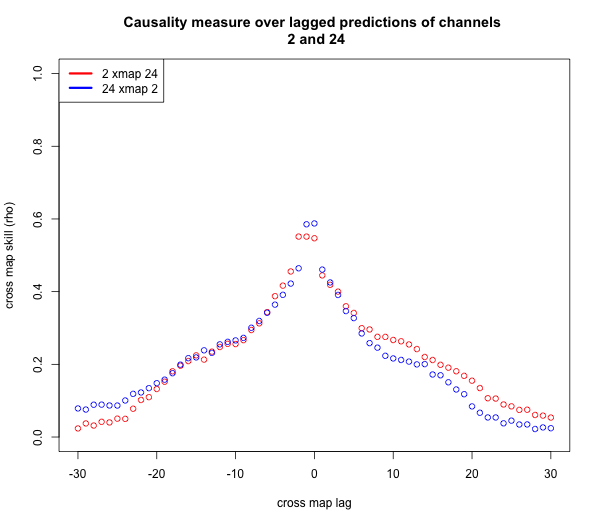 Causality measure over lagged predictions of channels
2 and 24
2 xmap 24
24 xmap 2
cross map skill (rho)
1.0
0.8
0.6
0.4
0.2
0.0
-30 -20 -10 0 10 20 30
cross map lag